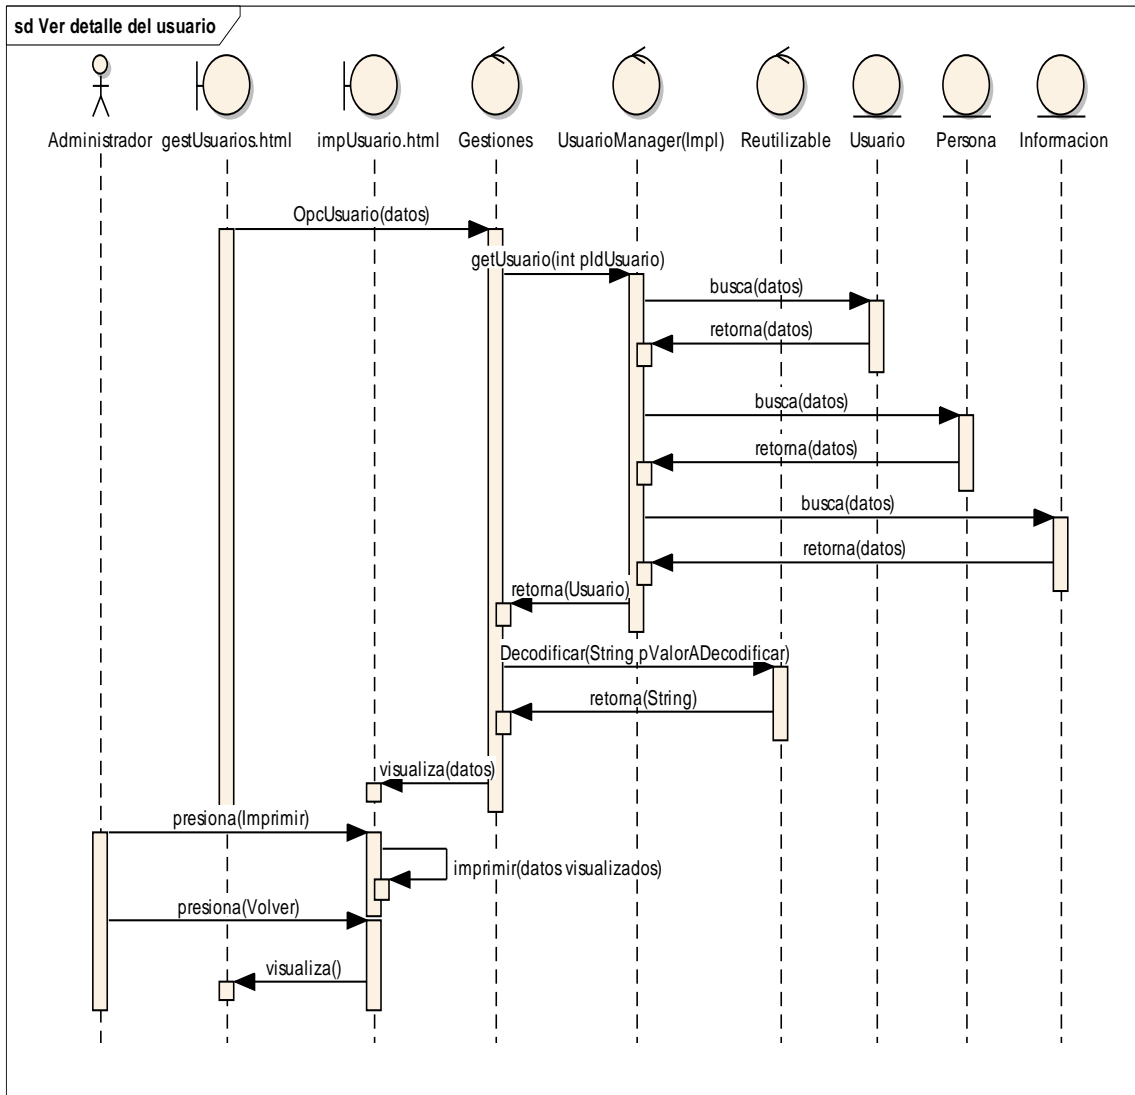 sd Ver detalle del usuario
Administrador gestUsuarios.html impUsuario.html Gestiones UsuarioManager(Impl) Reutilizable Usuario Persona Informacion
OpcUsuario(datos)
getUsuario(int pIdUsuario)
busca(datos)
retorna(datos)
busca(datos)
retorna(datos)
busca(datos)
retorna(datos)
retorna(Usuario)
Decodificar(String pValorADecodificar)
retorna(String)
visualiza(datos)
presiona(Imprimir)
imprimir(datos visualizados)
presiona(Volver)
visualiza()